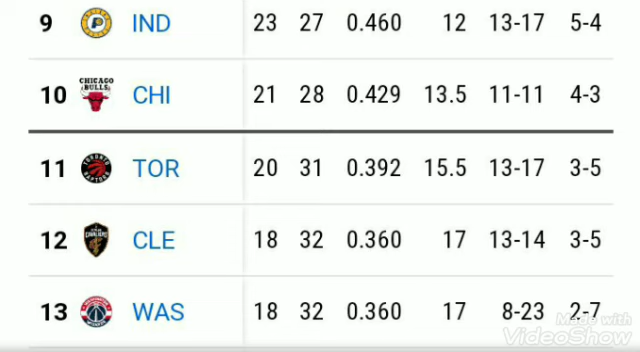 9 IND 23 27 0.460 12 13-17 5-4
CHICAGO
BULLS
10 CHI 21 28 0.429 13.5 11-11 4-3
11 TOR 20 31 0.392 15.5 13-17 3-5
12 CLE 18 32 0.360 17 13-14 3-5
13 WAS 18 32 0.360 17 8-23 2-7
Made with
VideoShow